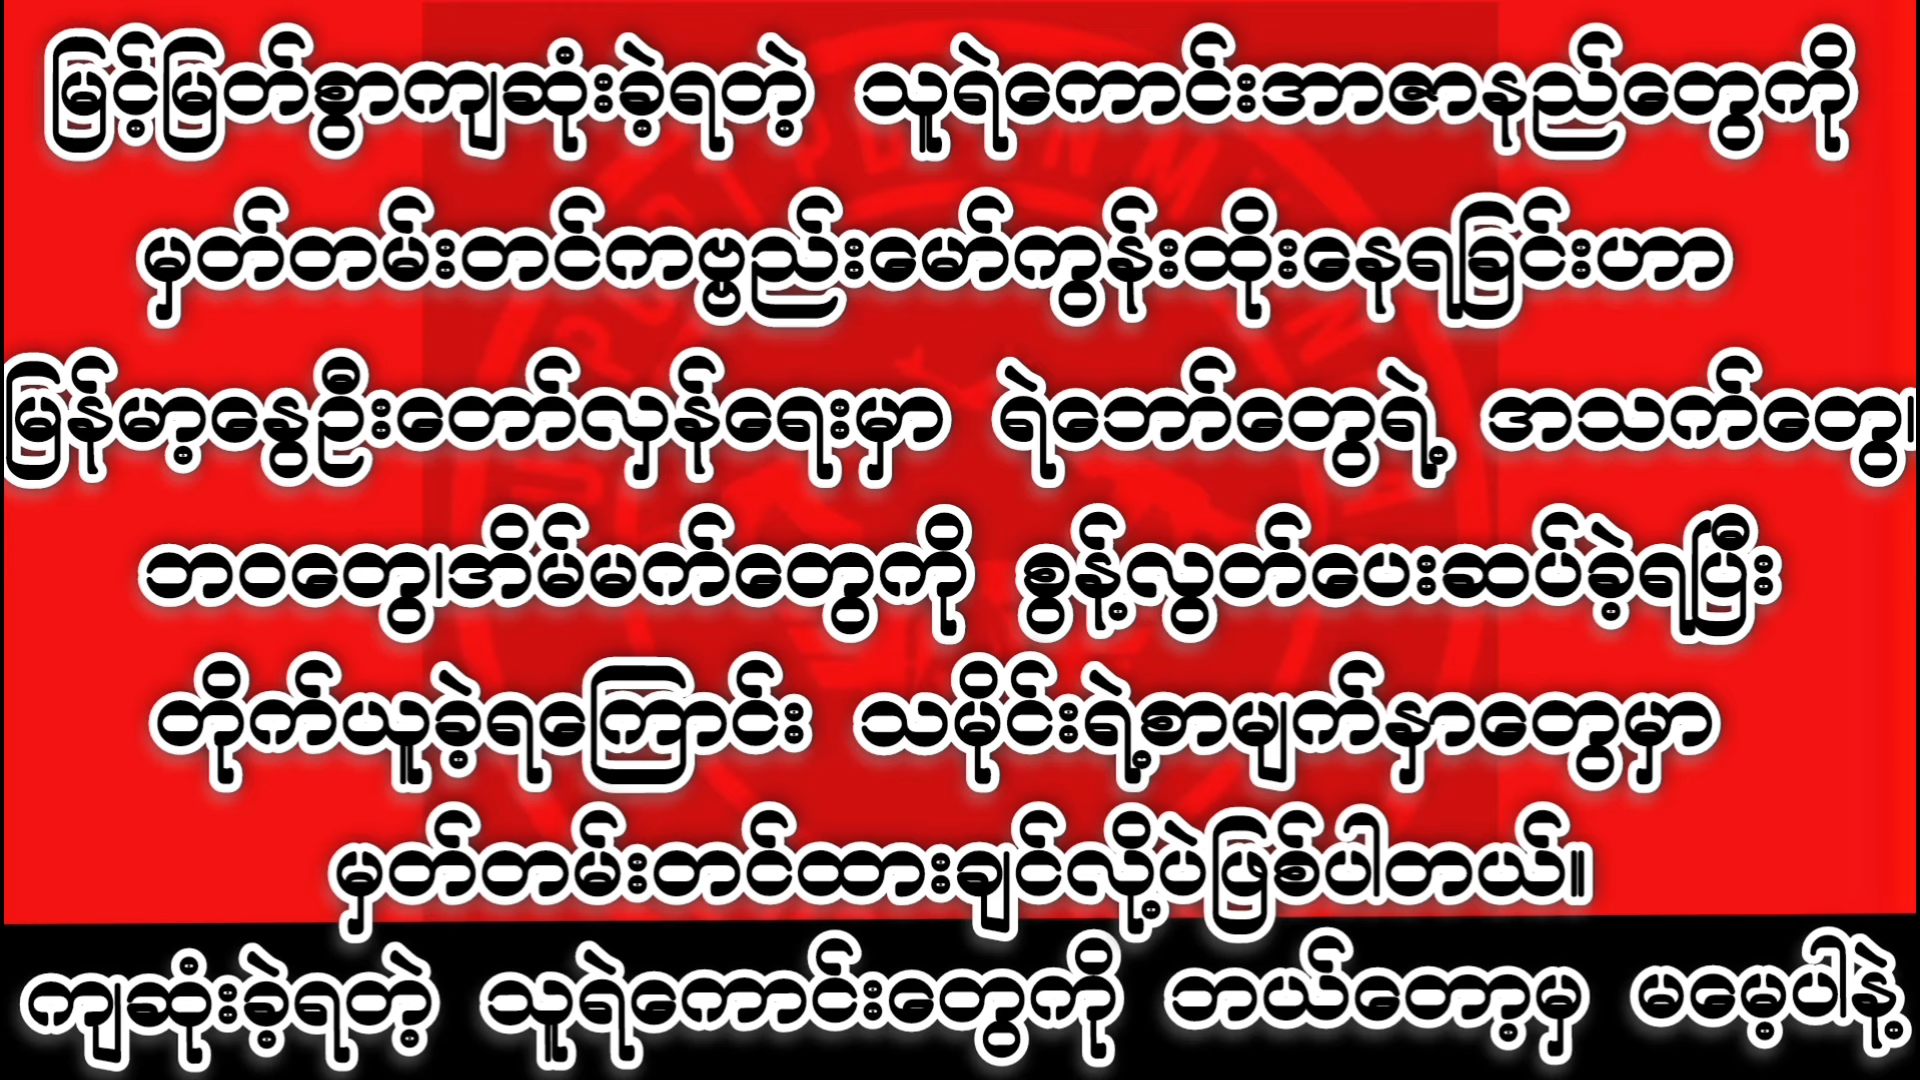 မြင့်မြတ်စွာကျဆုံးခဲ့ရတဲ့ သူရဲကောင်းအာဇာနည်တွေကို
မှတ်တမ်းတင်ကဗ္ဗည်းမော်ကွန်းထိုးနေရခြင်းဟာ
မြန်မာ့နွေဦးတော်လှန်ရေးမှာ ရဲဘော်တွေရဲ့ အသက်တွေ၊
ဘဝတွေ၊အိမ်မက်တွေကို စွန့်လွတ်ပေးဆပ်ခဲ့ရပြီး
တိုက်ယူခဲ့ရကြောင်း သမိုင်းရဲ့စာမျက်နှာတွေမှာ
မှတ်တမ်းတင်ထားချင်လို့ပဲဖြစ်ပါတယ်။
ကျဆုံးခဲ့ရတဲ့ သူရဲကောင်းတွေကို ဘယ်တော့မှ မမေ့ပါနဲ့